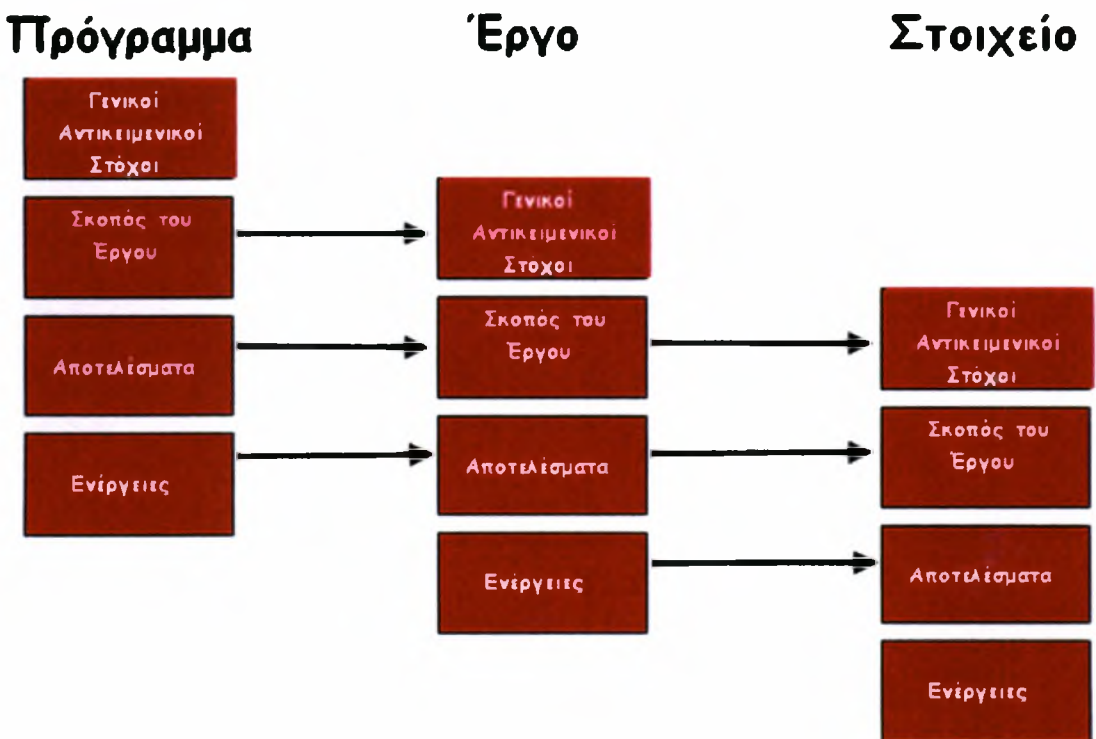 Πρόγραμμα
Έργο
Στοιχείο
Γενικοί
Αντικειμενικοί
Στόχοι
Σκοπός του
Έργου
Αποτελέσματα
Ενέργειες
Γενικοί
Αντικειμενικοί
Στόχοι
Σκοπός του
Έργου
Αποτελέσματα
Ενέργειες
Γενικοί
Αντικειμενικοί
Στόχοι
Σκοπός του
Έργου
Αποτελέσματα
Ενέργειες